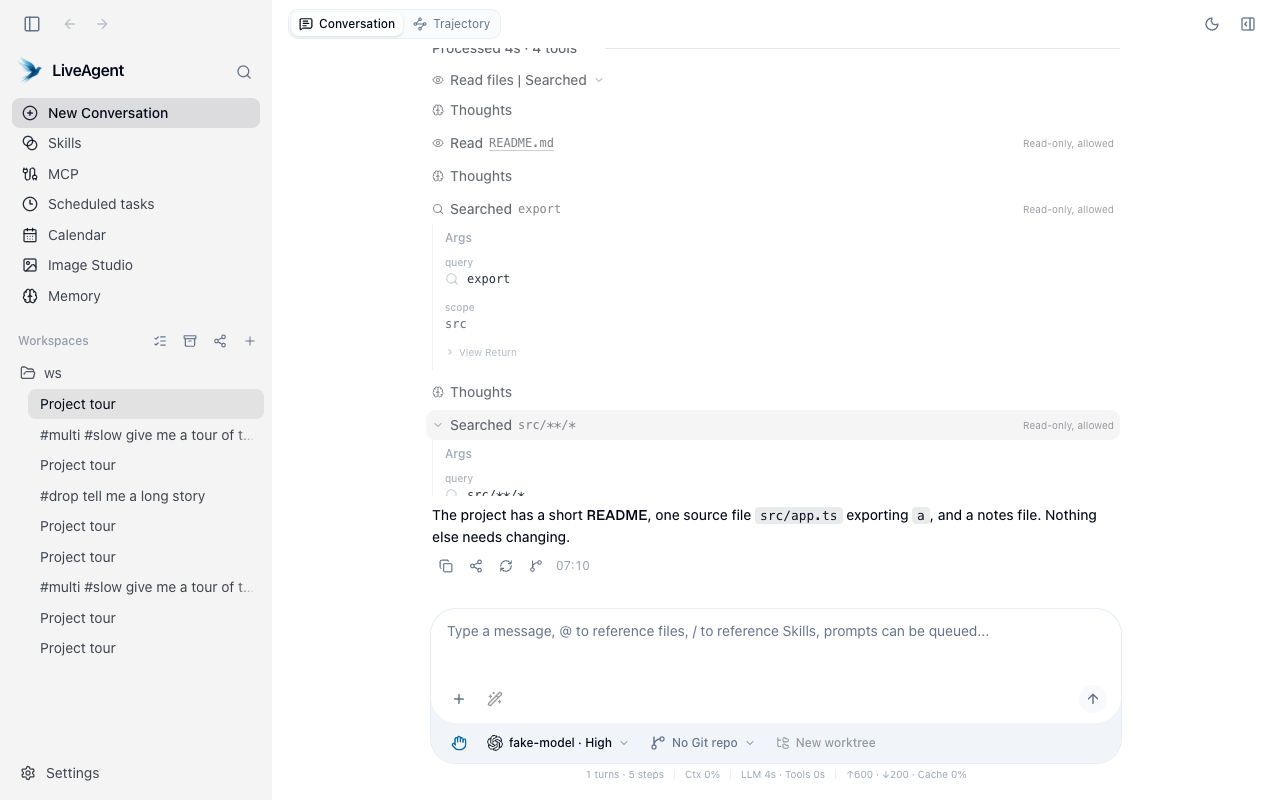 Conversation
Trajectory
LiveAgent
New Conversation
Skills
MCP
Scheduled tasks
Calendar
Image Studio
Memory
Workspaces
ws
Project tour
#multi #slow give me a tour of t...
Project tour
#drop tell me a long story
Project tour
Project tour
#multi #slow give me a tour of t...
Project tour
Project tour
Settings
Processed 4s · 4 tools
Read files | Searched
Thoughts
Read README.md Read-only, allowed
Thoughts
Searched export Read-only, allowed
Args
query
export
scope
src
View Return
Thoughts
Searched src/**/* Read-only, allowed
Args
query
src/**/*
The project has a short README, one source file src/app.ts exporting a, and a notes file. Nothing
else needs changing.
07:10
Type a message, @ to reference files, / to reference Skills, prompts can be queued...
fake-model · High
No Git repo
New worktree
1 turns · 5 steps | Ctx 0% | LLM 4s · Tools 0s | ↑600 · ↓200 · Cache 0%